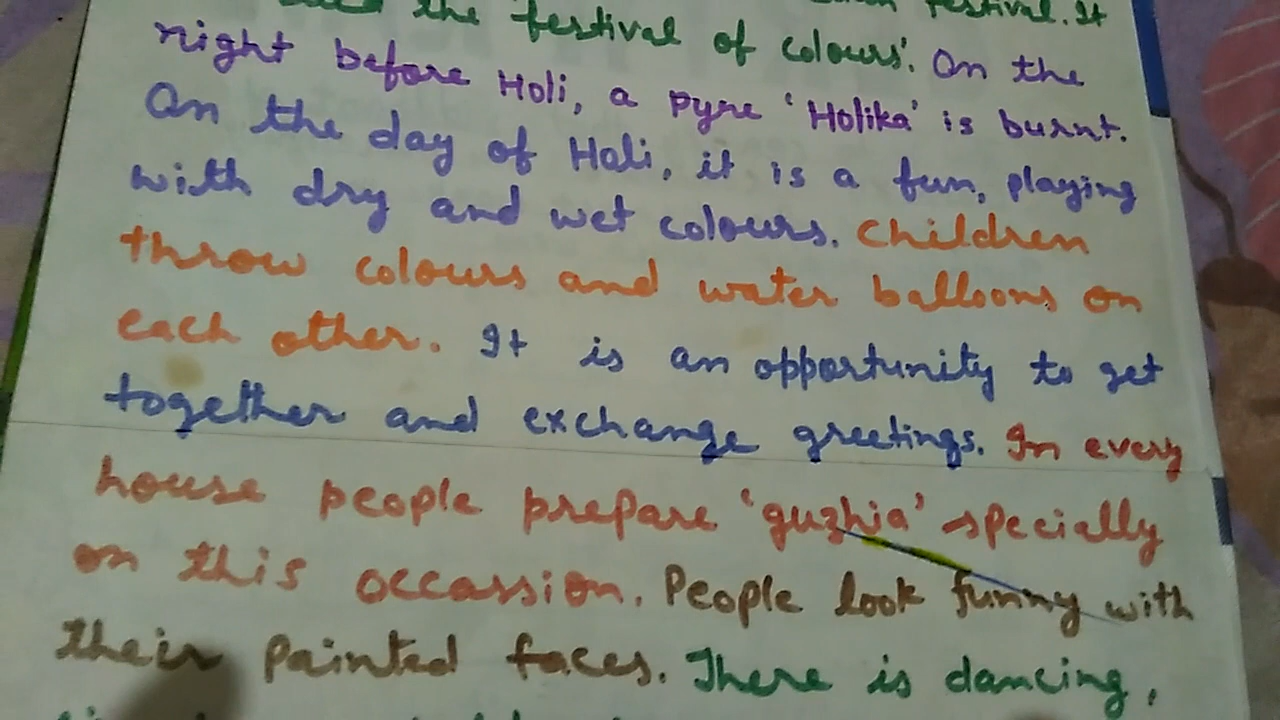 the festival of colours'. On the
night before Holi, a pyre 'Holika' is burnt.
On the day of Holi, it is a fun, playing
with dry and wet colours. Children
throw colours and water balloons on
each other. It is an opportunity to get
together and exchange greetings. In every
house people prepare 'guzhia' specially
on this occassion. People look funny with
their painted faces. There is dancing,